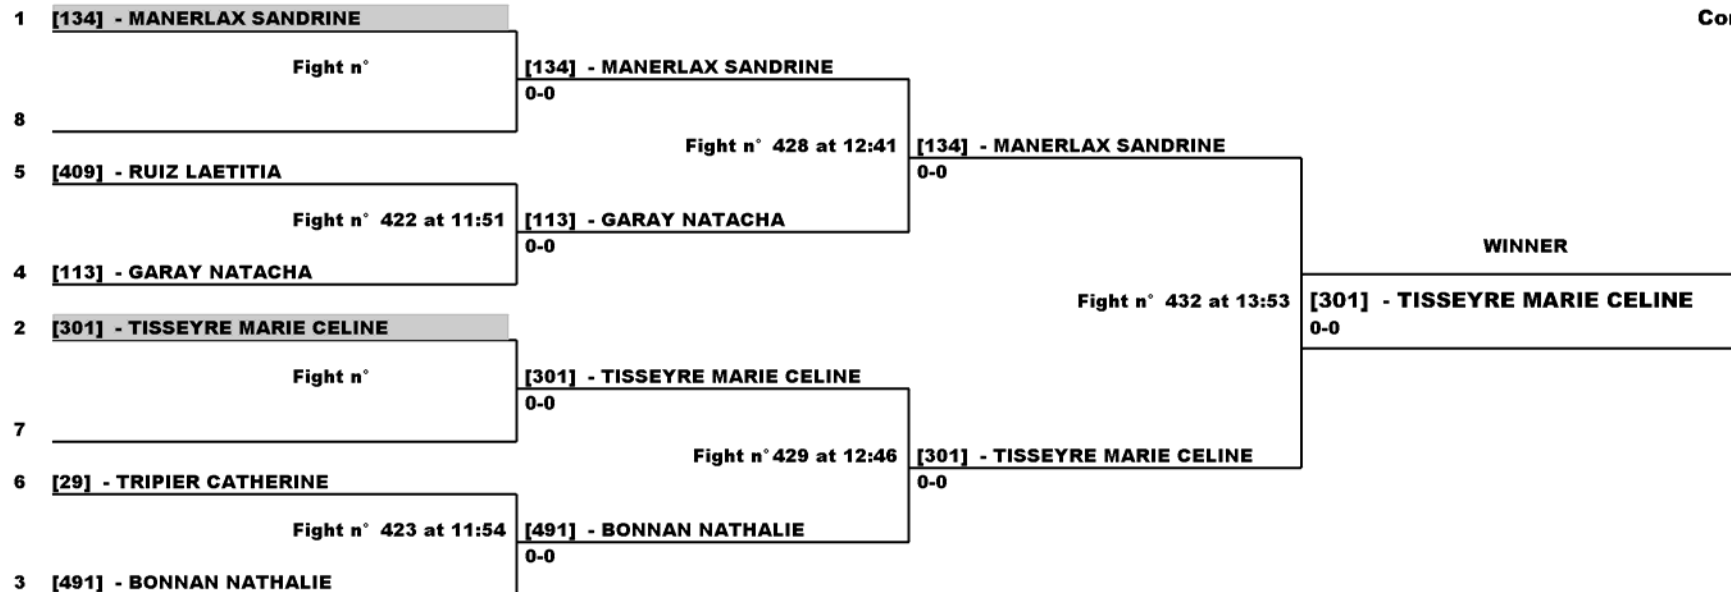 1 [134] - MANERLAX SANDRINE
Cor
Fight n°
[134] - MANERLAX SANDRINE
0-0
8
Fight n° 428 at 12:41
[134] - MANERLAX SANDRINE
0-0
5 [409] - RUIZ LAETITIA
Fight n° 422 at 11:51
[113] - GARAY NATACHA
0-0
4 [113] - GARAY NATACHA
WINNER
Fight n° 432 at 13:53
[301] - TISSEYRE MARIE CELINE
0-0
2 [301] - TISSEYRE MARIE CELINE
Fight n°
[301] - TISSEYRE MARIE CELINE
0-0
7
Fight n° 429 at 12:46
[301] - TISSEYRE MARIE CELINE
0-0
6 [29] - TRIPIER CATHERINE
Fight n° 423 at 11:54
[491] - BONNAN NATHALIE
0-0
3 [491] - BONNAN NATHALIE